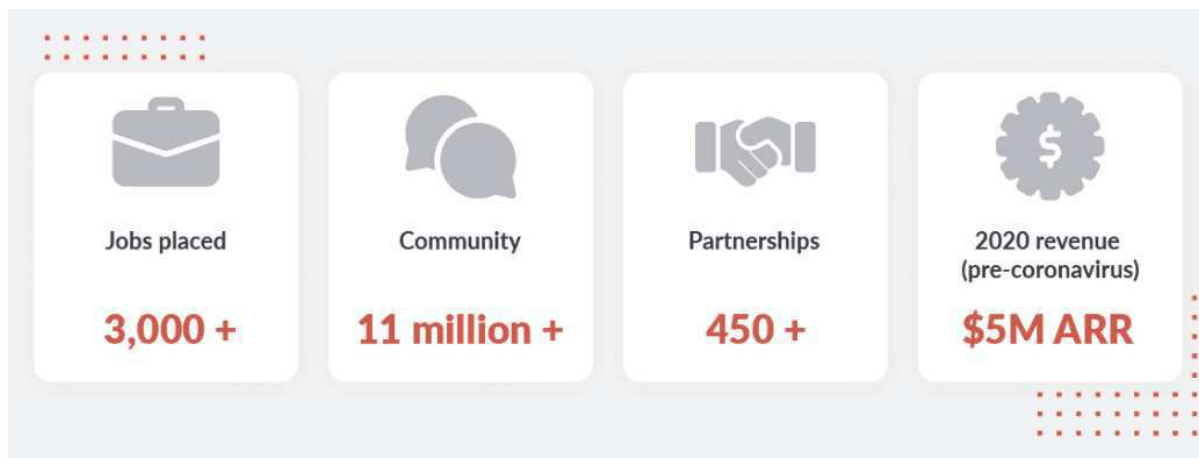 Jobs placed
3,000 +
Community
11 million +
Partnerships
450 +
$
2020 revenue
(pre-coronavirus)
$5M ARR